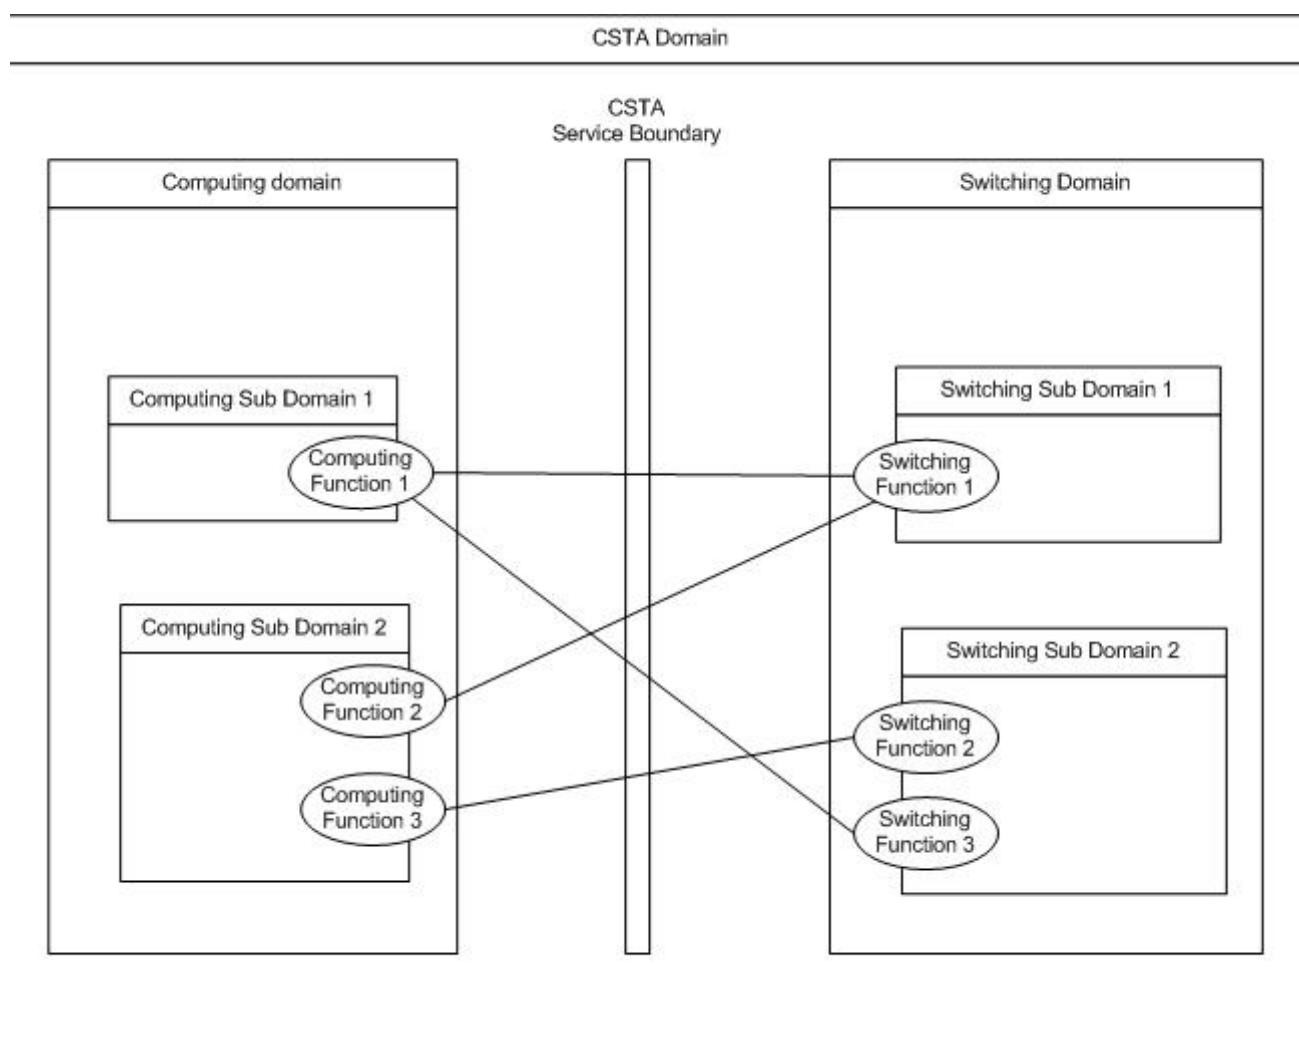 CSTA Domain
CSTA
Service Boundary
Computing domain
Switching Domain
Computing Sub Domain 1
Computing
Function 1
Switching Sub Domain 1
Switching
Function 1
Computing Sub Domain 2
Computing
Function 2
Computing
Function 3
Switching Sub Domain 2
Switching
Function 2
Switching
Function 3